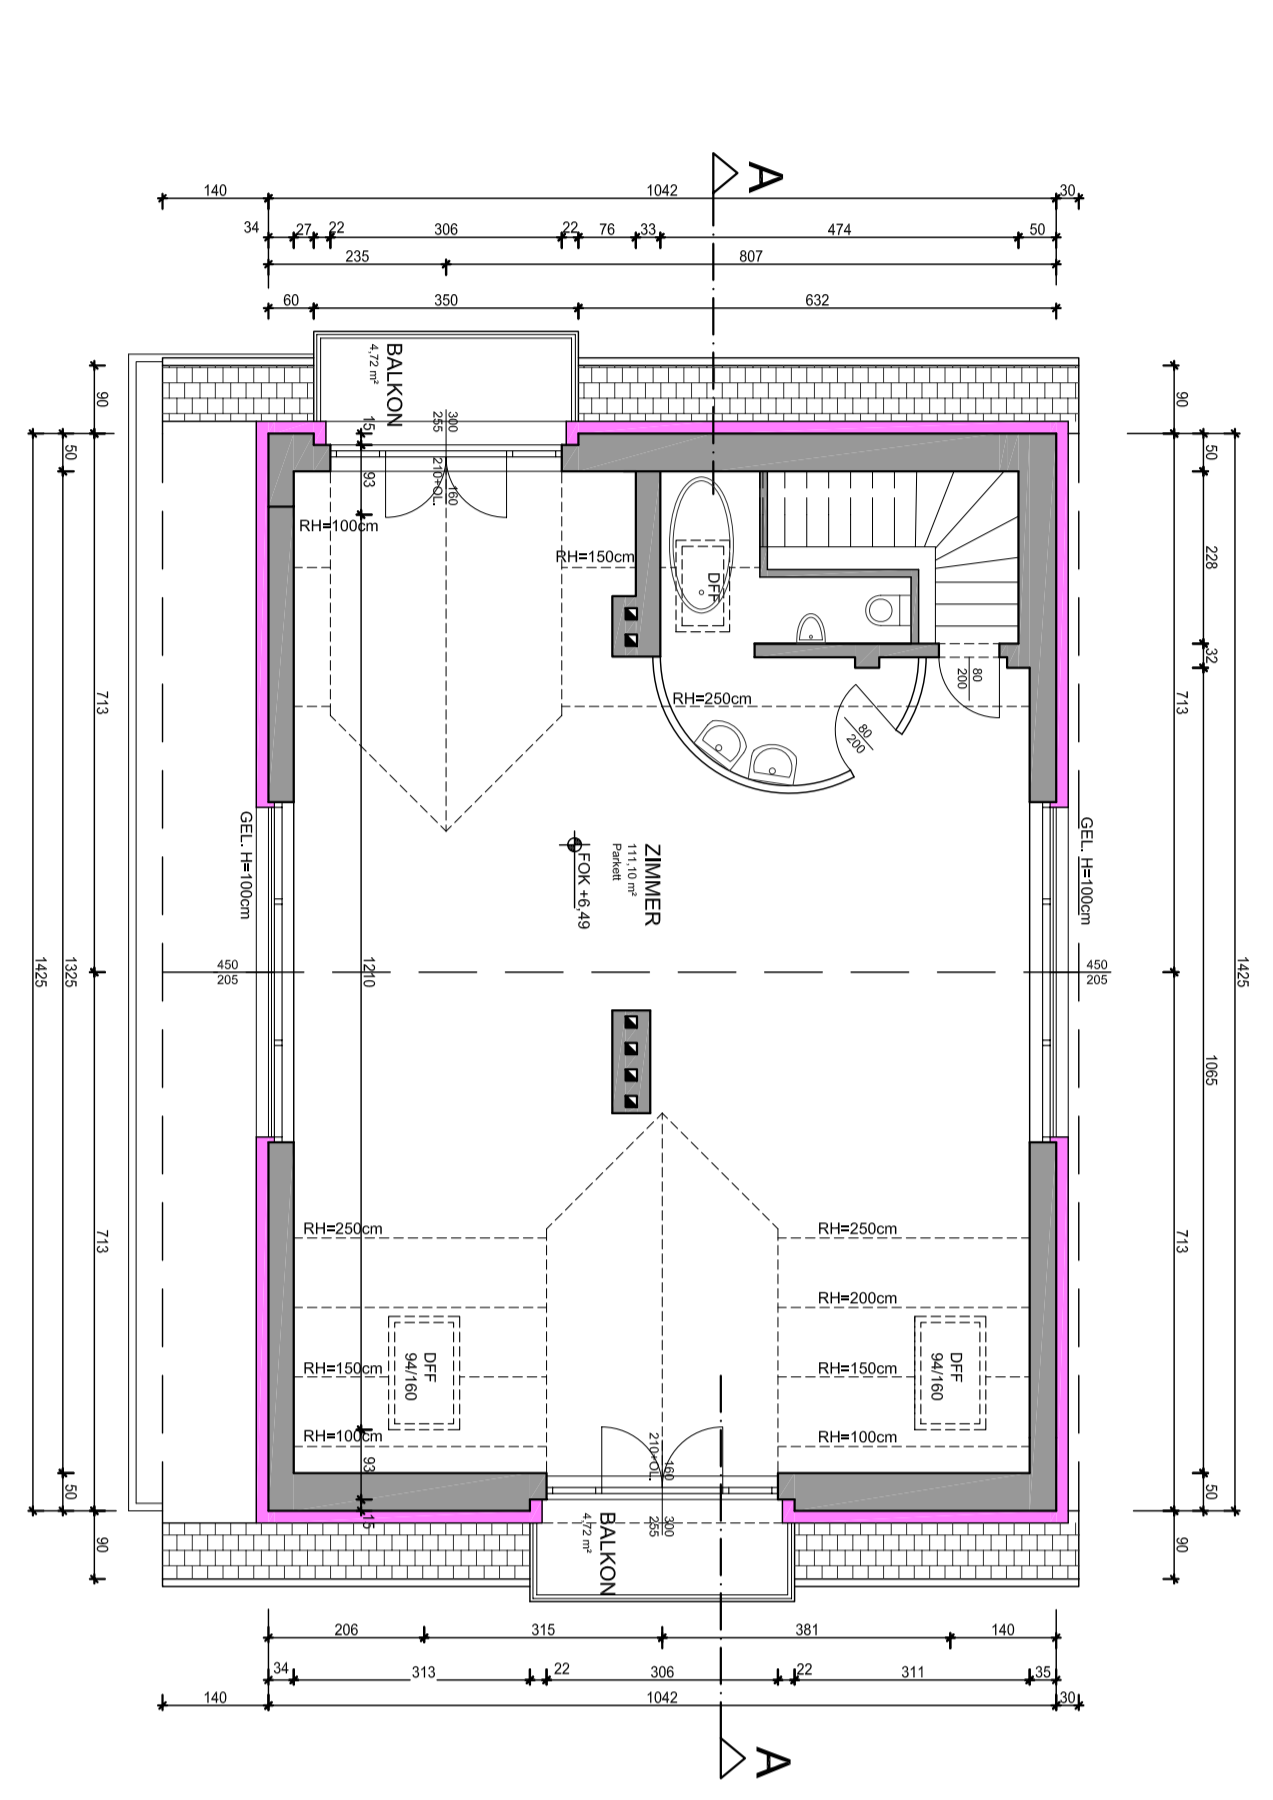 A
140
1042
30
34
27
22
306
22
76
33
474
50
235
807
60
350
632
BALKON
4,72 m²
90
90
15
300
255
1425
50
1325
713
713
1425
50
228
32
1065
713
713
93
160
210+OL.
RH=100cm
RH=150cm
DFF
80
200
RH=250cm
80
200
GEL. H=100cm
GEL. H=100cm
ZIMMER
111,10 m²
Parkett
FOK +6,49
450
205
1210
450
205
RH=250cm
RH=250cm
RH=200cm
DFF
94/160
DFF
94/160
RH=150cm
RH=150cm
RH=100cm
RH=100cm
93
160
210+OL.
50
50
15
300
255
BALKON
4,72 m²
90
90
206
315
381
140
34
313
22
306
22
311
35
140
1042
30
A